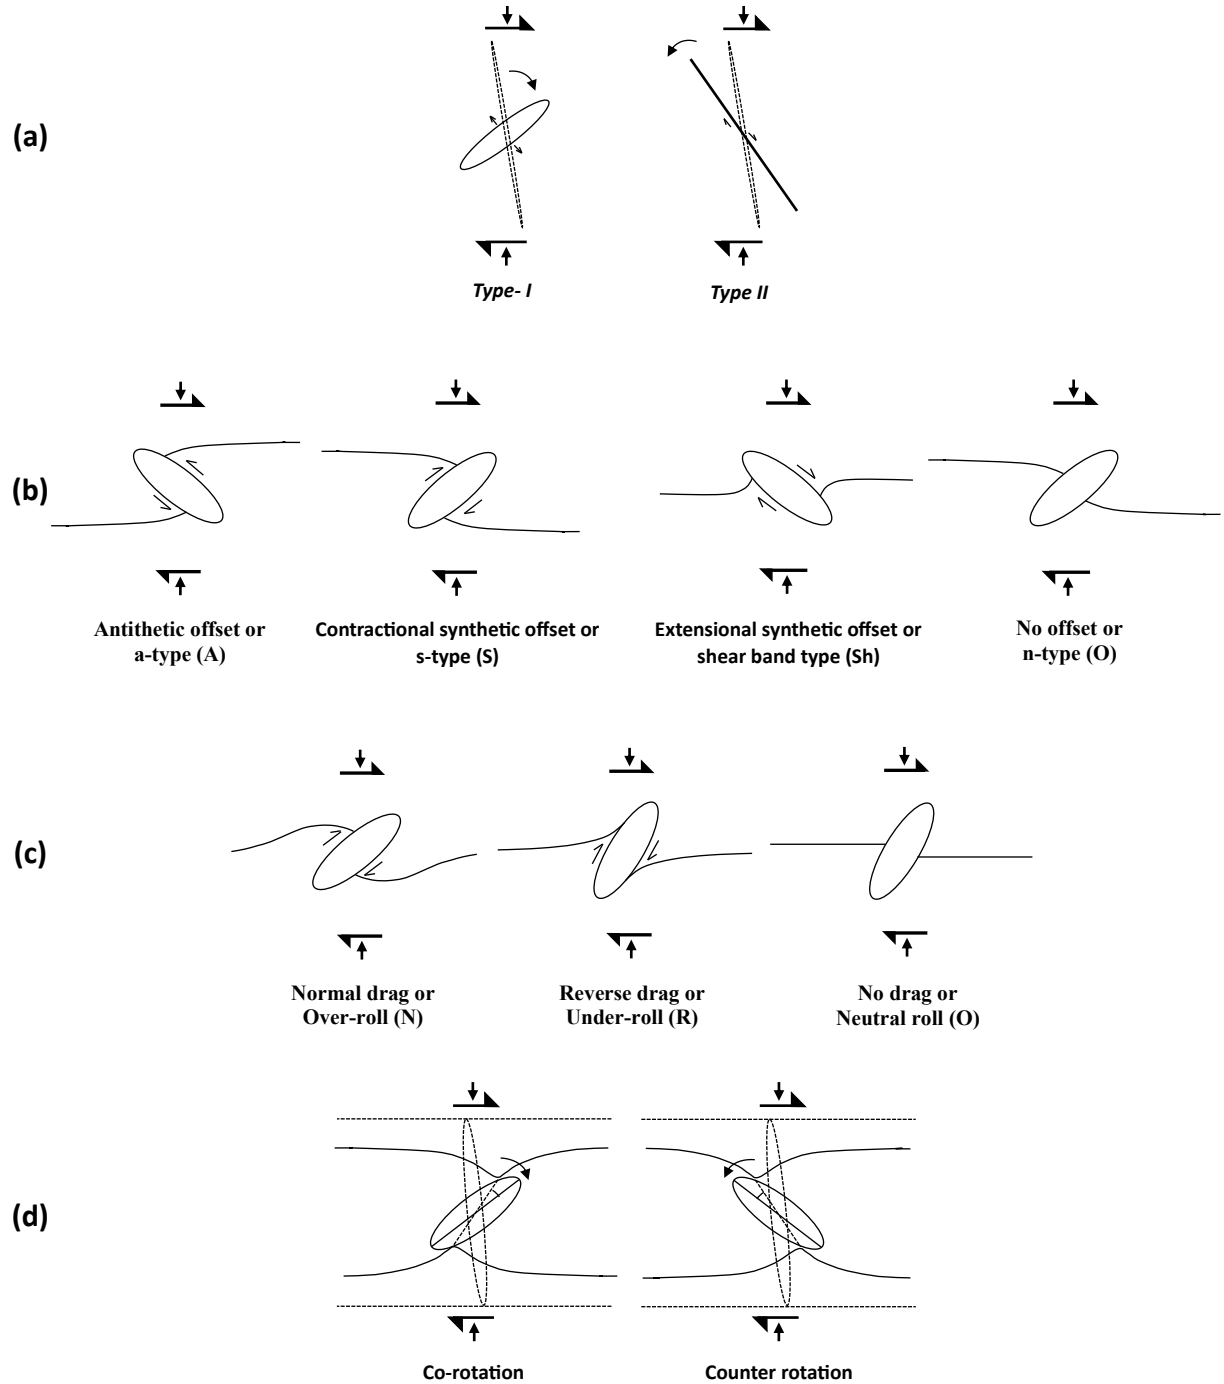 (a)
Type- I
Type II
(b)
Antithetic offset or
a-type (A)
Contractional synthetic offset or
s-type (S)
Extensional synthetic offset or
shear band type (Sh)
No offset or
n-type (O)
(c)
Normal drag or
Over-roll (N)
Reverse drag or
Under-roll (R)
No drag or
Neutral roll (O)
(d)
Co-rotation
Counter rotation